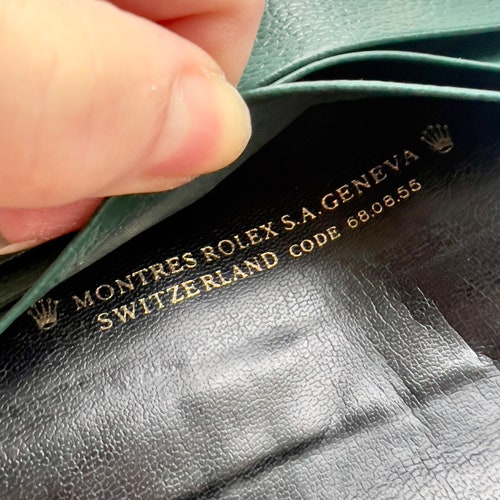 MONTRES ROLEX S.A. GENEVA
SWITZERLAND CODE 68.08.55